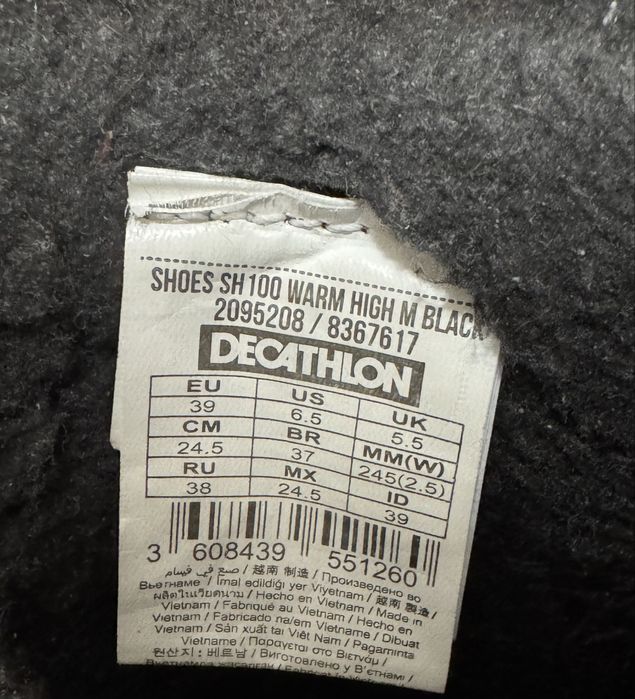 SHOES SH100 WARM HIGH M BLACK
2095208 / 8367617
DECATHLON
EU US UK
39 6.5 5.5
CM BR MM(W)
24.5 37 245(2.5)
RU MX ID
38 24.5 39
3 608439 551260
صنع في فيتنام / 越南 制造 / Произведено во
Вьетнаме / İmal edildiği yer Viyetnam / 越南 製造 /
ผลิตในเวียดนาม / Hecho en Vietnam / Made in
Vietnam / Fabriqué au Vietnam / Hecho en
Vietnam / Fabricado na/em Vietname / Dibuat
Vietnam / Sản xuất tại Việt Nam / Pagaminta
Vietname / Παραγεται στο Βιετνάμ /
원산지 : 베트남 / Виготовлено у В'єтнамі /